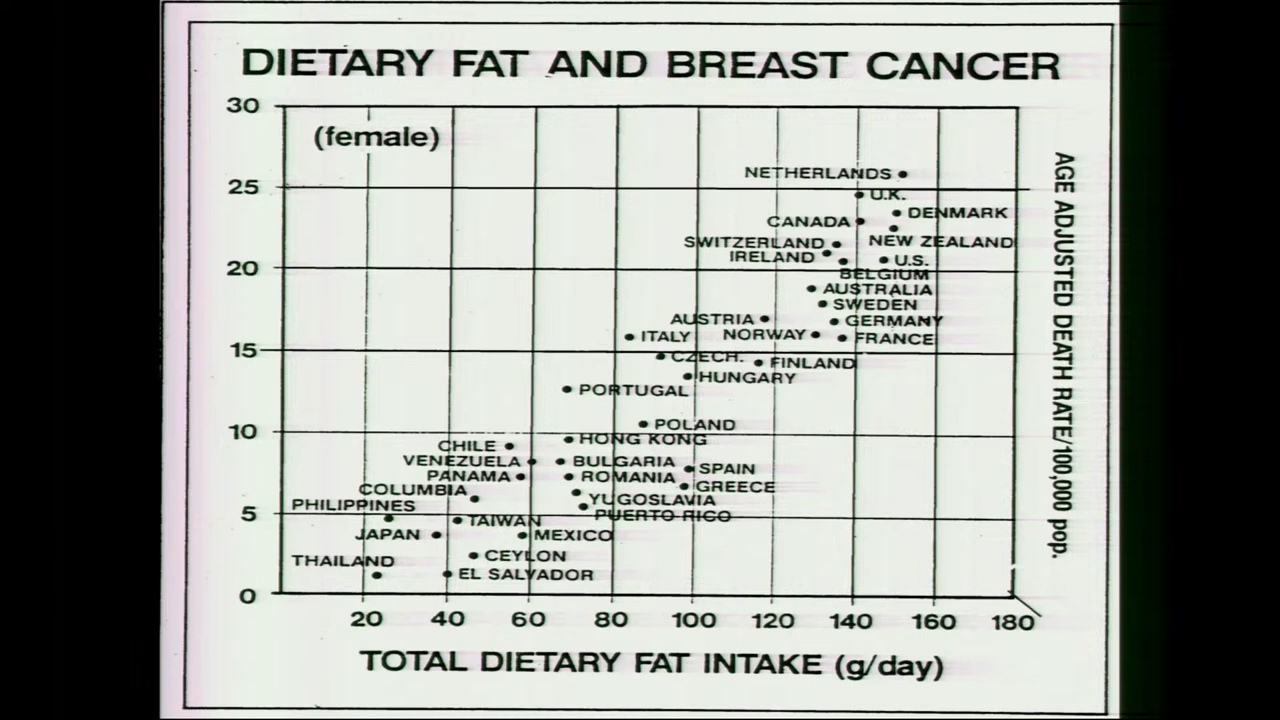 DIETARY FAT AND BREAST CANCER
30
(female)
NETHERLANDS
25
U.K.
DENMARK
CANADA
NEW ZEALAND
SWITZERLAND
IRELAND
U.S.
20
BELGIUM
AUSTRALIA
SWEDEN
AUSTRIA
GERMANY
ITALY
NORWAY
FRANCE
15
CZECH.
FINLAND
HUNGARY
PORTUGAL
POLAND
10
HONG KONG
CHILE
VENEZUELA
BULGARIA
SPAIN
PANAMA
ROMANIA
GREECE
COLUMBIA
YUGOSLAVIA
PHILIPPINES
5
PUERTO RICO
TAIWAN
JAPAN
MEXICO
THAILAND
CEYLON
EL SALVADOR
0
20 40 60 80 100 120 140 160 180
TOTAL DIETARY FAT INTAKE (g/day)
AGE ADJUSTED DEATH RATE/100,000 pop.